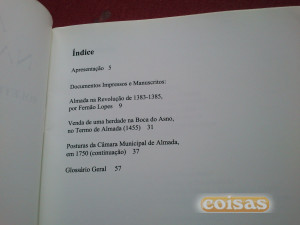 Índice
Apresentação 5
Documentos Impressos e Manuscritos:
Almada na Revolução de 1383-1385,
por Fernão Lopes 9
Venda de uma herdade na Boca do Asno,
no Termo de Almada (1455) 31
Posturas da Câmara Municipal de Almada,
em 1750 (continuação) 37
Glossário Geral 57
coisas